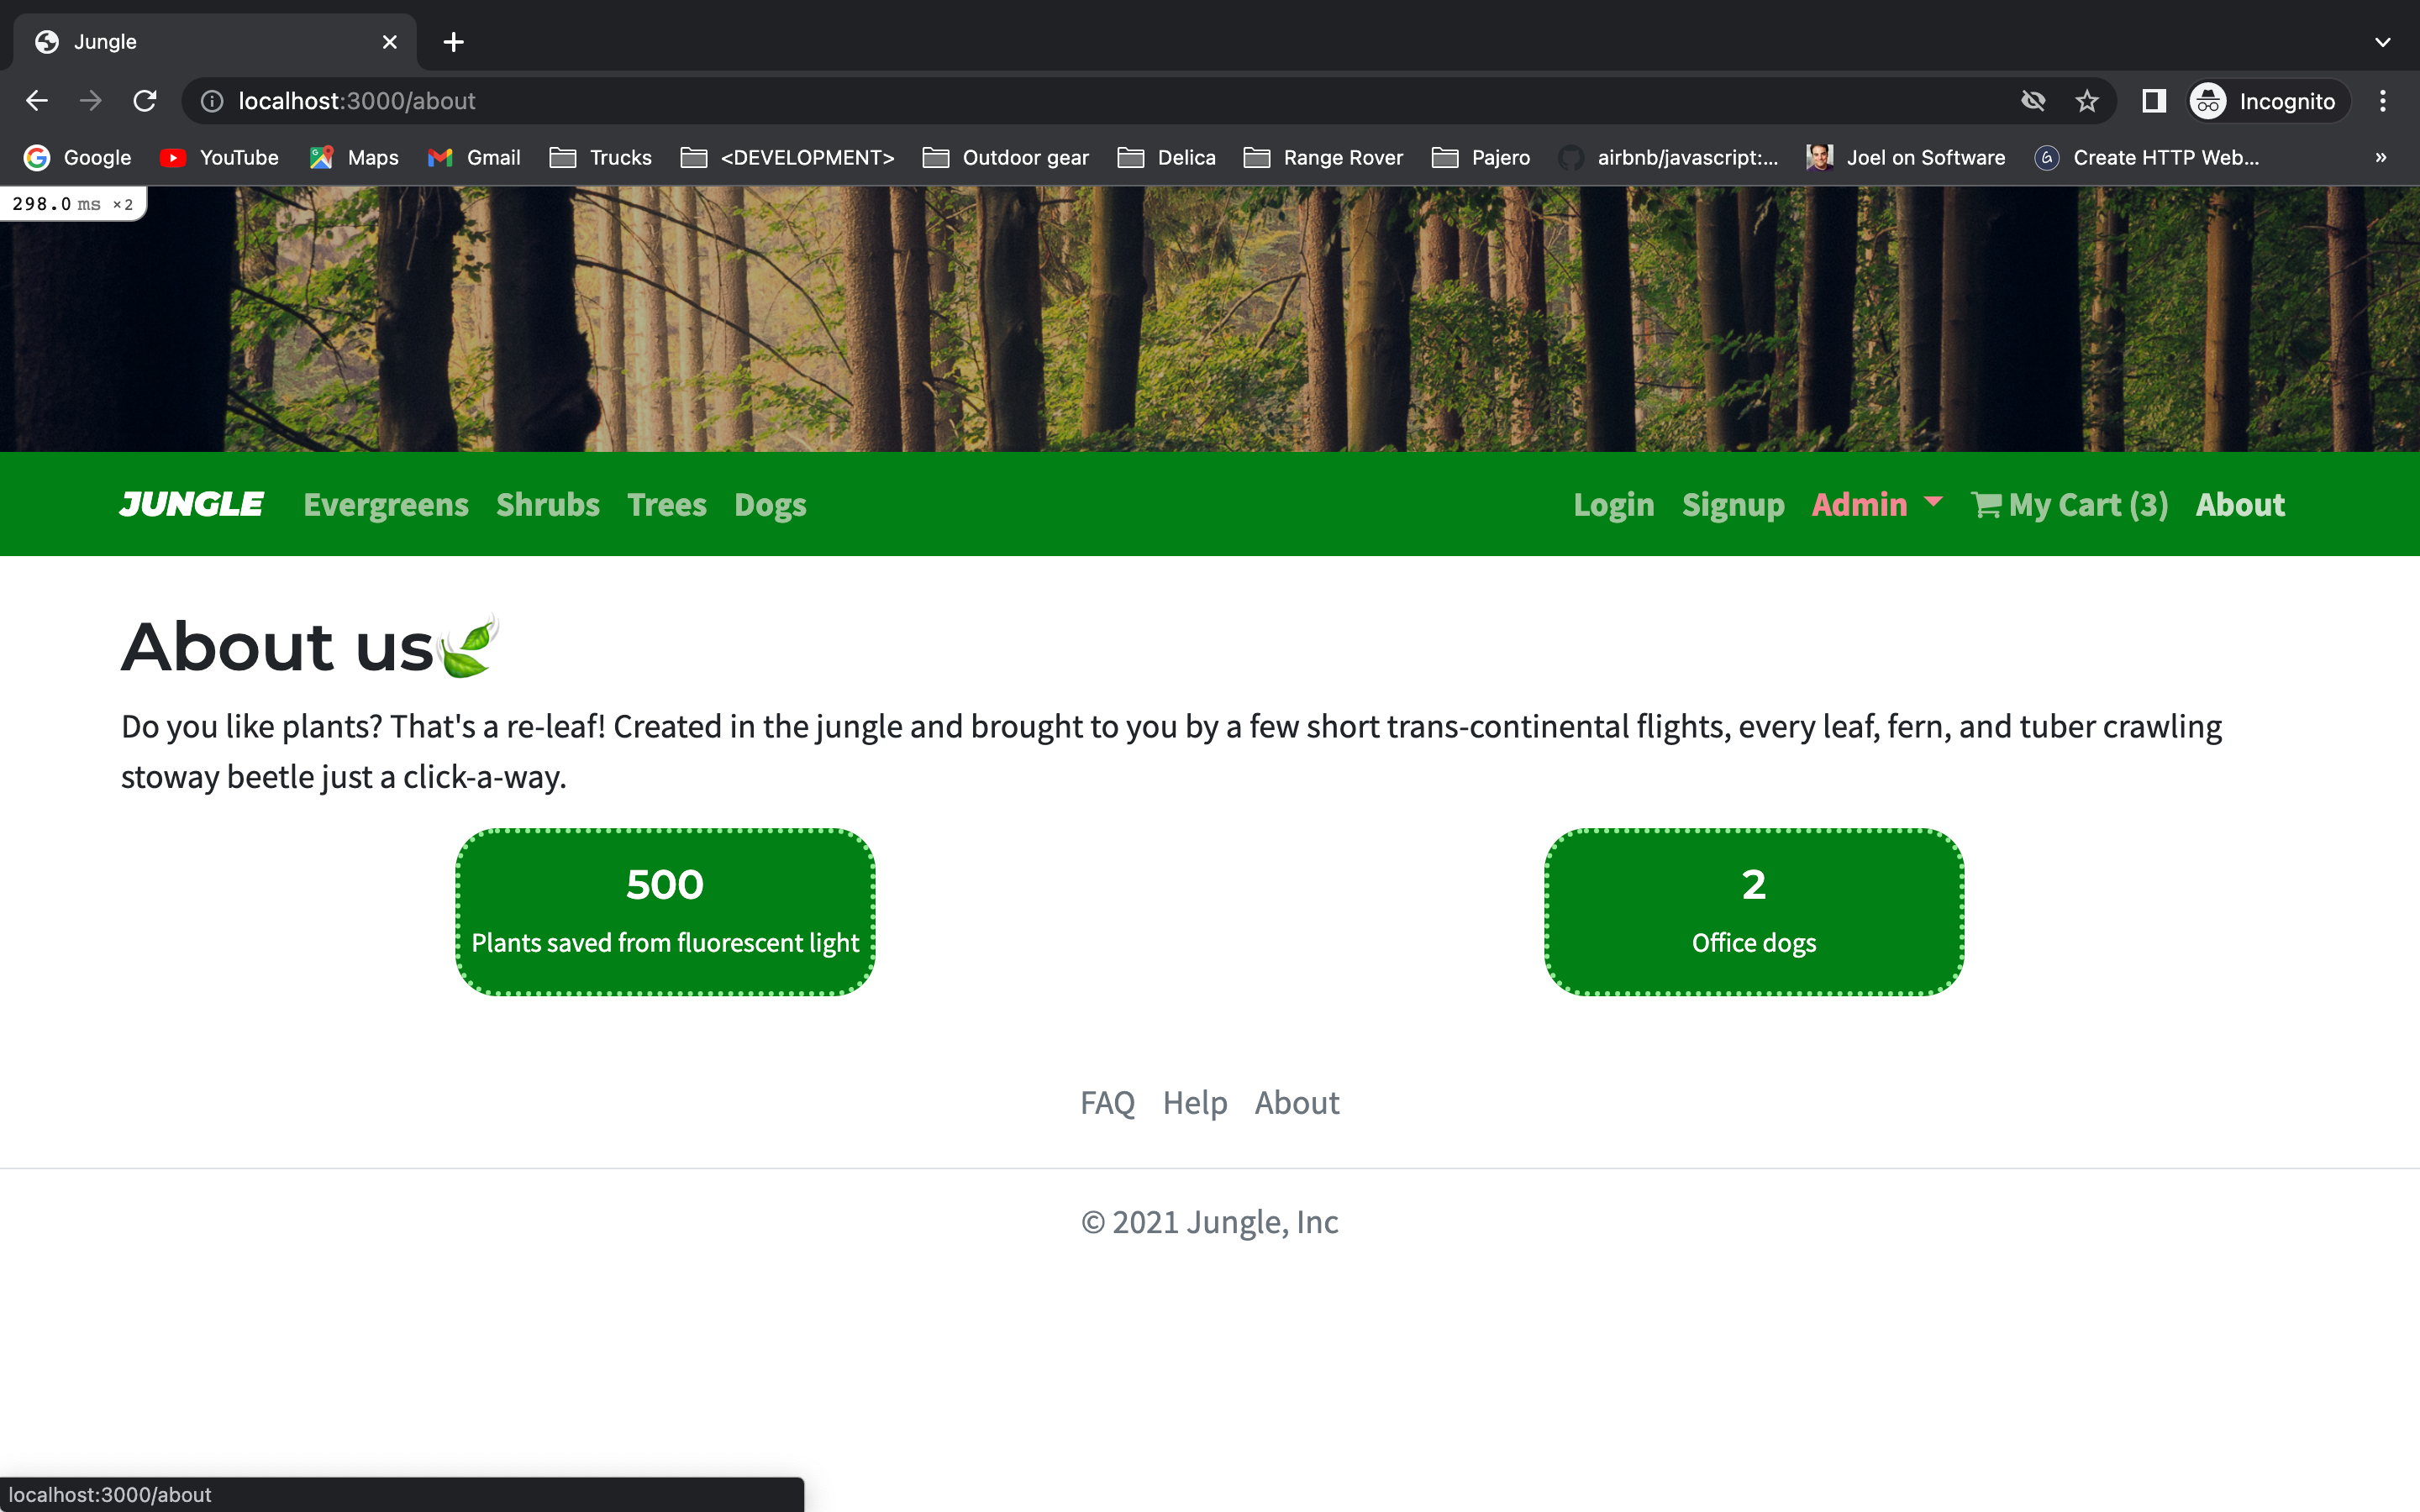 Jungle
localhost:3000/about
Incognito
Google YouTube Maps Gmail Trucks <DEVELOPMENT> Outdoor gear Delica Range Rover Pajero airbnb/javascript:... Joel on Software Create HTTP Web... »
298.0 ms ×2
JUNGLE Evergreens Shrubs Trees Dogs Login Signup Admin My Cart (3) About
About us🌿
Do you like plants? That's a re-leaf! Created in the jungle and brought to you by a few short trans-continental flights, every leaf, fern, and tuber crawling
stoway beetle just a click-a-way.
500 2
Plants saved from fluorescent light Office dogs
FAQ Help About
© 2021 Jungle, Inc
localhost:3000/about